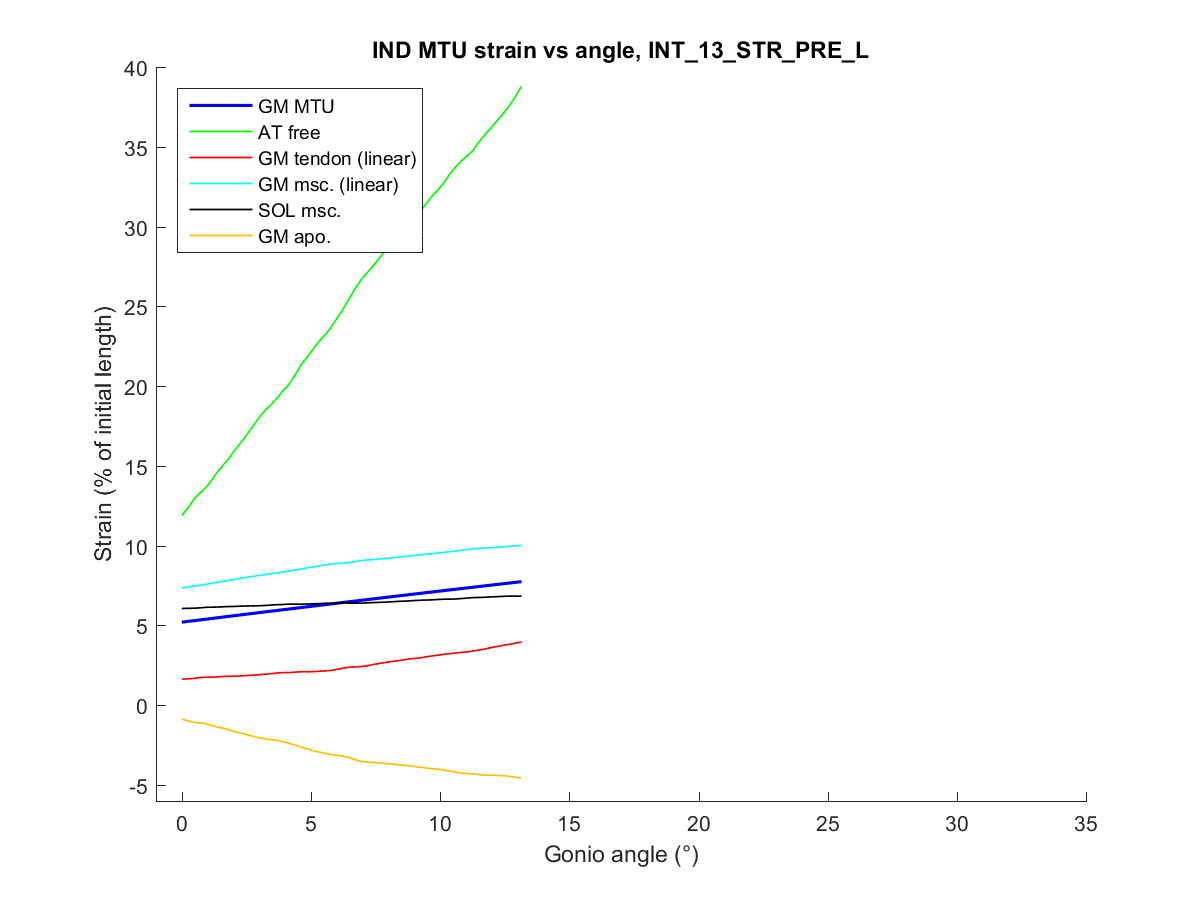 IND MTU strain vs angle, INT_13_STR_PRE_L
40
35
30
25
20
15
10
5
0
-5
Strain (% of initial length)
GM MTU
AT free
GM tendon (linear)
GM msc. (linear)
SOL msc.
GM apo.
0 5 10 15 20 25 30 35
Gonio angle (°)